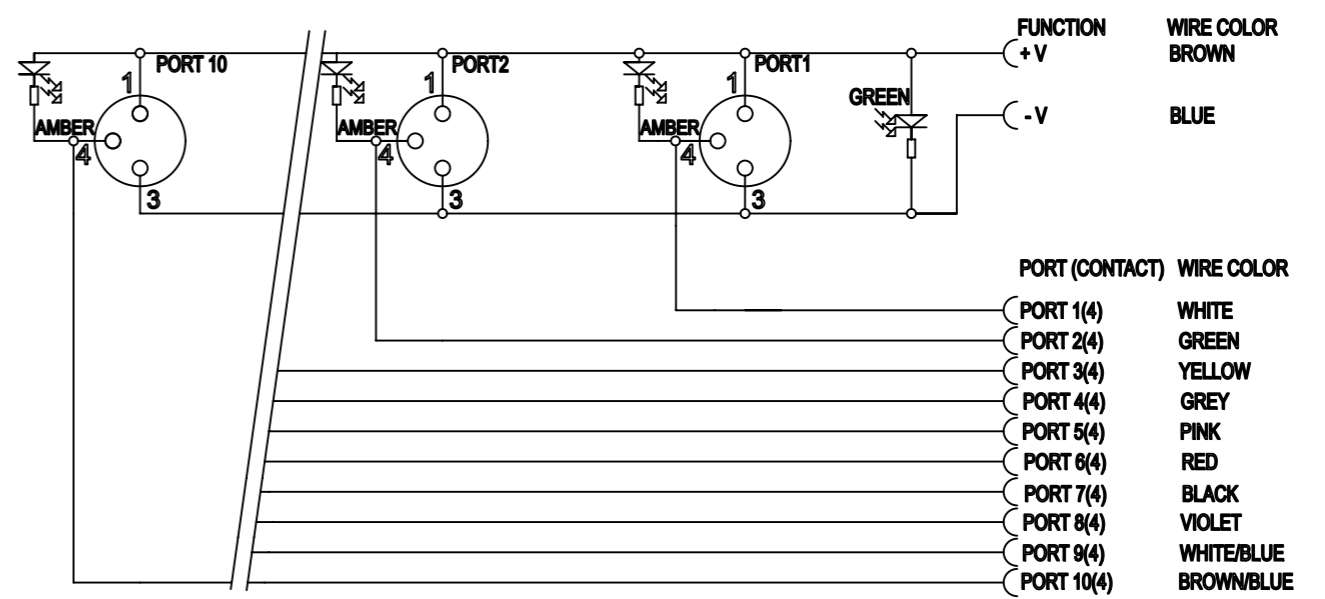 FUNCTION WIRE COLOR
+ V BROWN
PORT 10 PORT2 PORT1
1 1 1
GREEN
- V BLUE
AMBER AMBER AMBER
4 4 4
3 3 3
PORT (CONTACT) WIRE COLOR
PORT 1(4) WHITE
PORT 2(4) GREEN
PORT 3(4) YELLOW
PORT 4(4) GREY
PORT 5(4) PINK
PORT 6(4) RED
PORT 7(4) BLACK
PORT 8(4) VIOLET
PORT 9(4) WHITE/BLUE
PORT 10(4) BROWN/BLUE